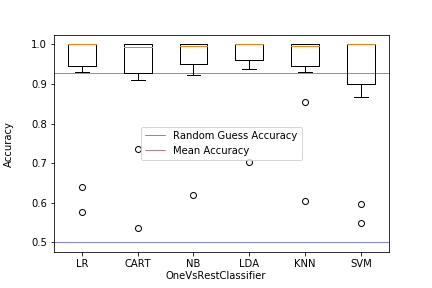 1.0
0.9
0.8
0.7
0.6
0.5
Accuracy
Random Guess Accuracy
Mean Accuracy
LR CART NB LDA KNN SVM
OneVsRestClassifier